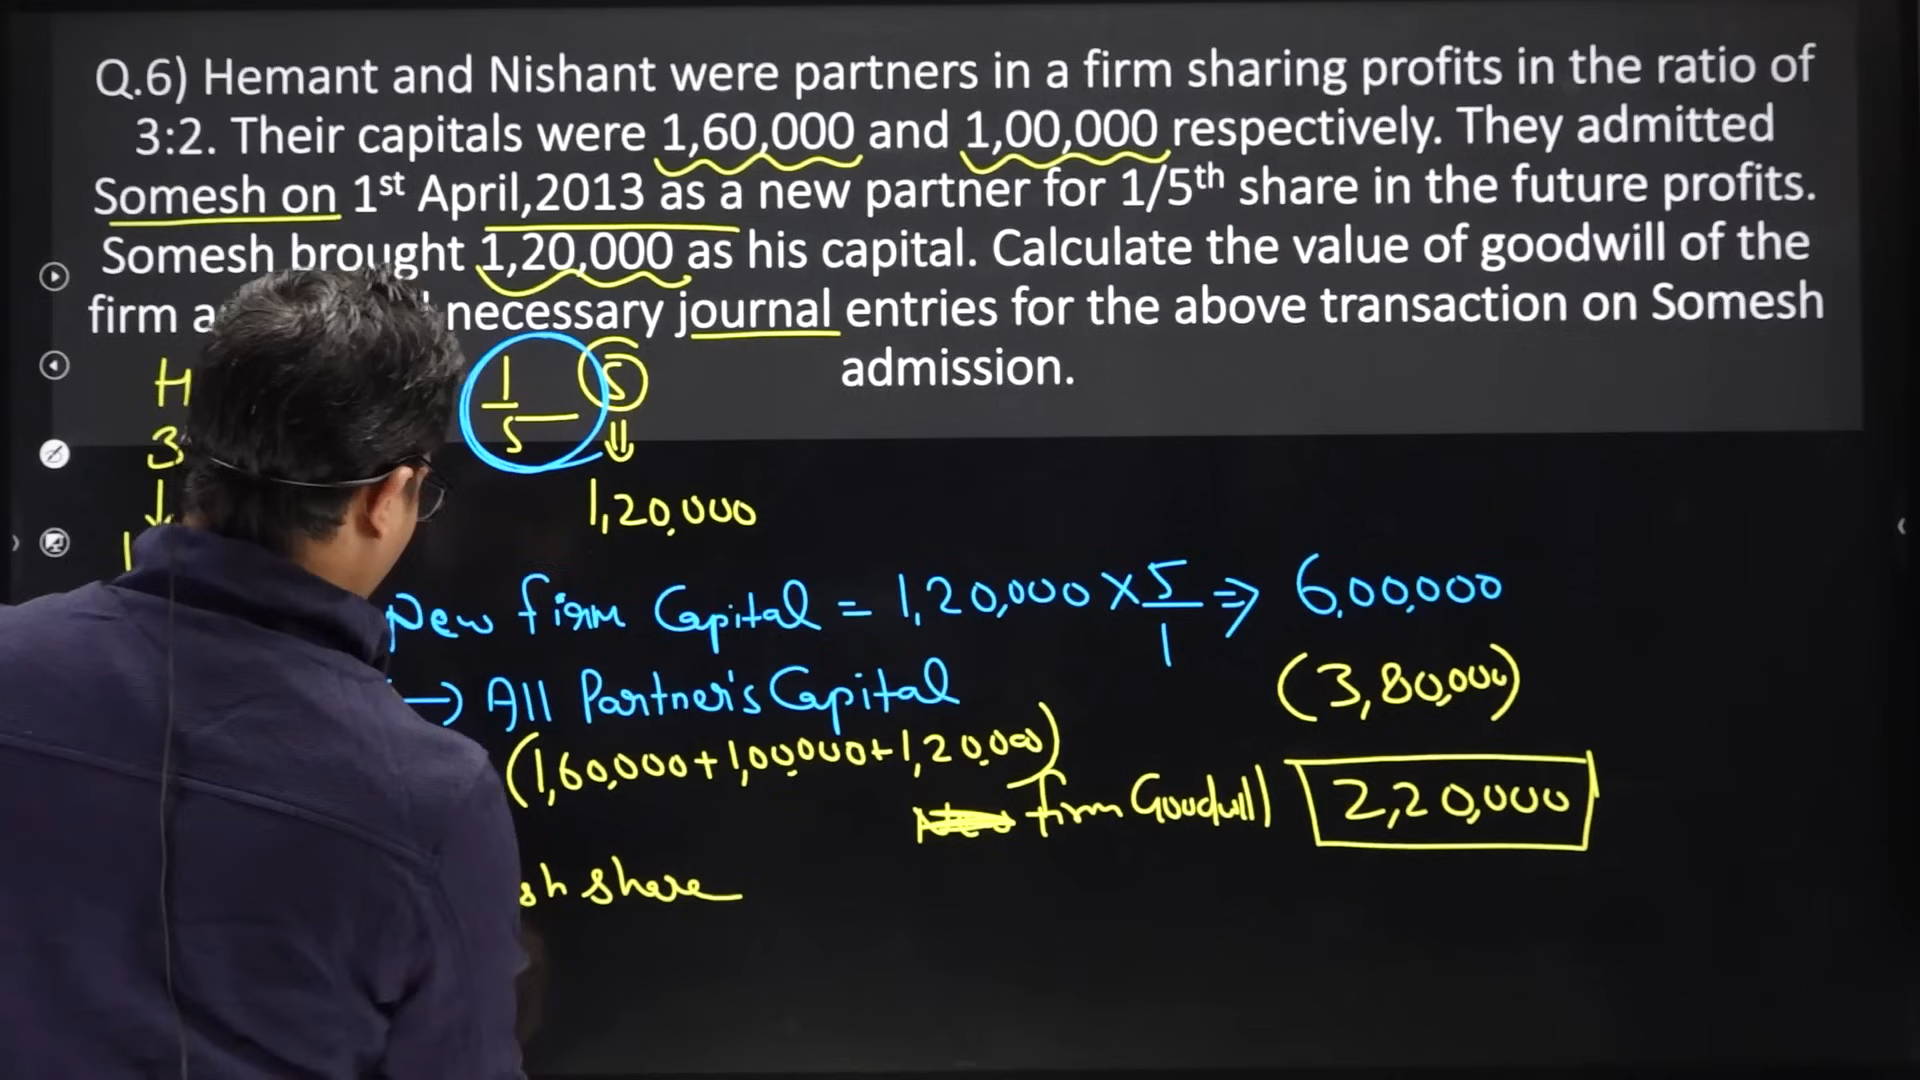 Q.6) Hemant and Nishant were partners in a firm sharing profits in the ratio of
3:2. Their capitals were 1,60,000 and 1,00,000 respectively. They admitted
Somesh on 1st April,2013 as a new partner for 1/5th share in the future profits.
Somesh brought 1,20,000 as his capital. Calculate the value of goodwill of the
firm a necessary journal entries for the above transaction on Somesh
admission.
H 1/5 S
3
1,20,000
New firm Capital = 1,20,000 × 5/1 ⇒ 6,00,000
→ All Partner's Capital (3,80,000)
(1,60,000+1,00,000+1,20,000)
firm Goodwill 2,20,000
sh share